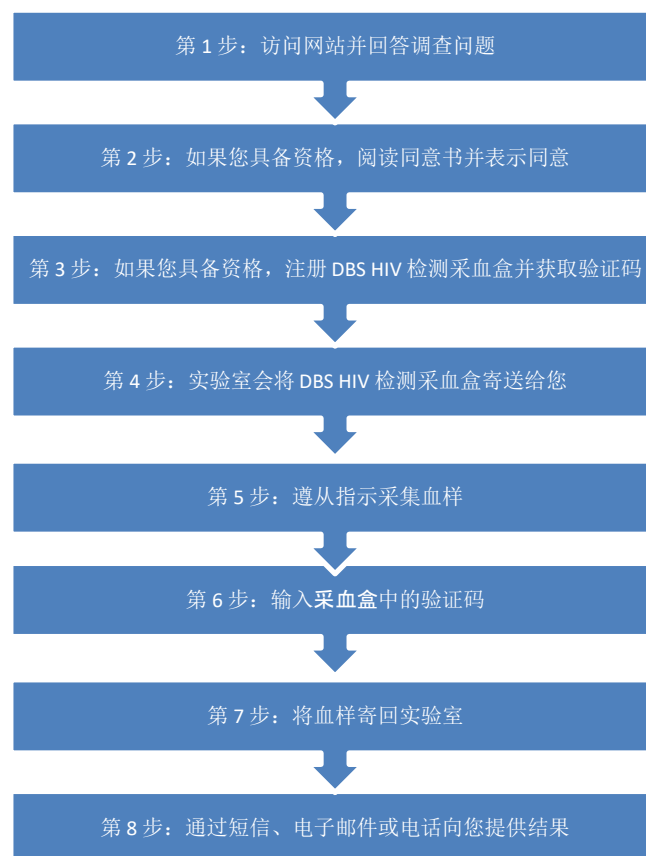 第 1 步：访问网站并回答调查问题
第 2 步：如果您具备资格，阅读同意书并表示同意
第 3 步：如果您具备资格，注册 DBS HIV 检测采血盒并获取验证码
第 4 步：实验室会将 DBS HIV 检测采血盒寄送给您
第 5 步：遵从指示采集血样
第 6 步：输入采血盒中的验证码
第 7 步：将血样寄回实验室
第 8 步：通过短信、电子邮件或电话向您提供结果